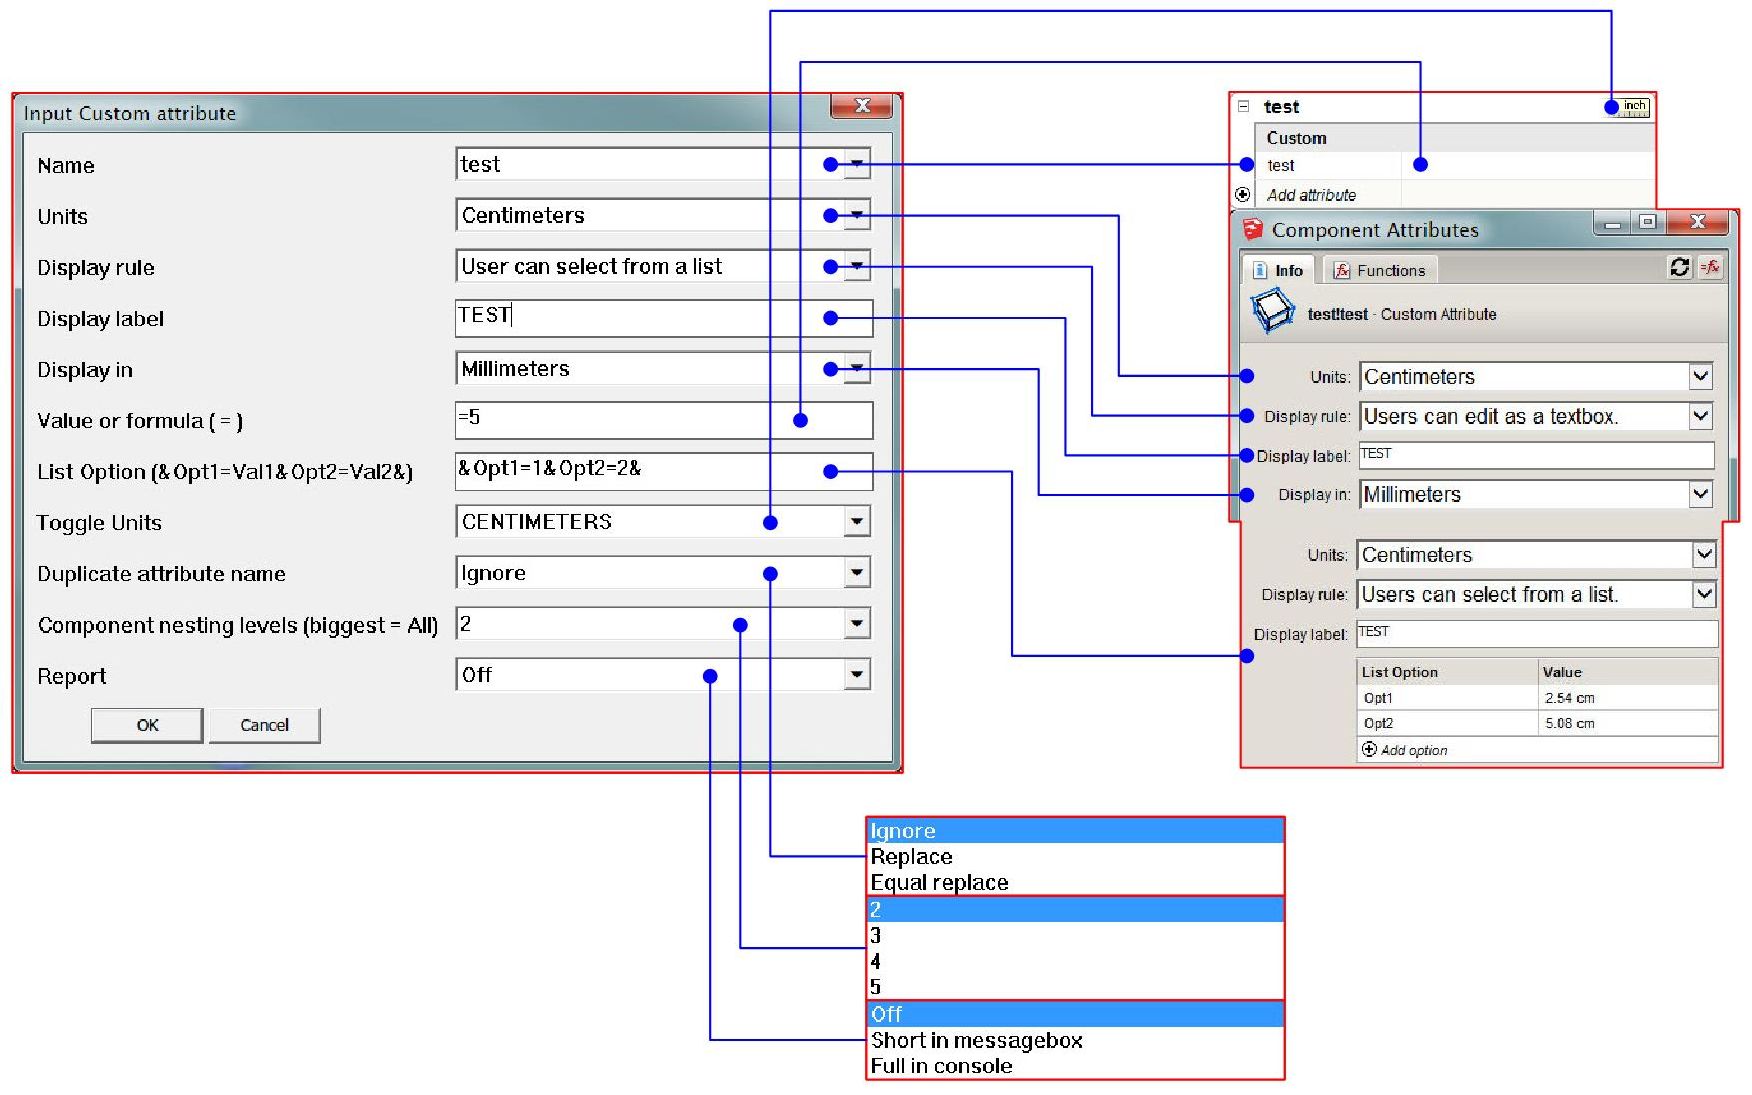 Input Custom attribute
X
Name
test
Units
Centimeters
Display rule
User can select from a list
Display label
TEST
Display in
Millimeters
Value or formula ( = )
=5
List Option (&Opt1=Val1&Opt2=Val2&)
&Opt1=1&Opt2=2&
Toggle Units
CENTIMETERS
Duplicate attribute name
Ignore
Component nesting levels (biggest = All)
2
Report
Off
OK
Cancel
test
inch
Custom
test
Add attribute
Component Attributes
X
Info
Functions
=fx
test!test - Custom Attribute
Units:
Centimeters
Display rule:
Users can edit as a textbox.
Display label:
TEST
Display in:
Millimeters
Units:
Centimeters
Display rule:
Users can select from a list.
Display label:
TEST
List Option
Value
Opt1
2.54 cm
Opt2
5.08 cm
Add option
Ignore
Replace
Equal replace
2
3
4
5
Off
Short in messagebox
Full in console